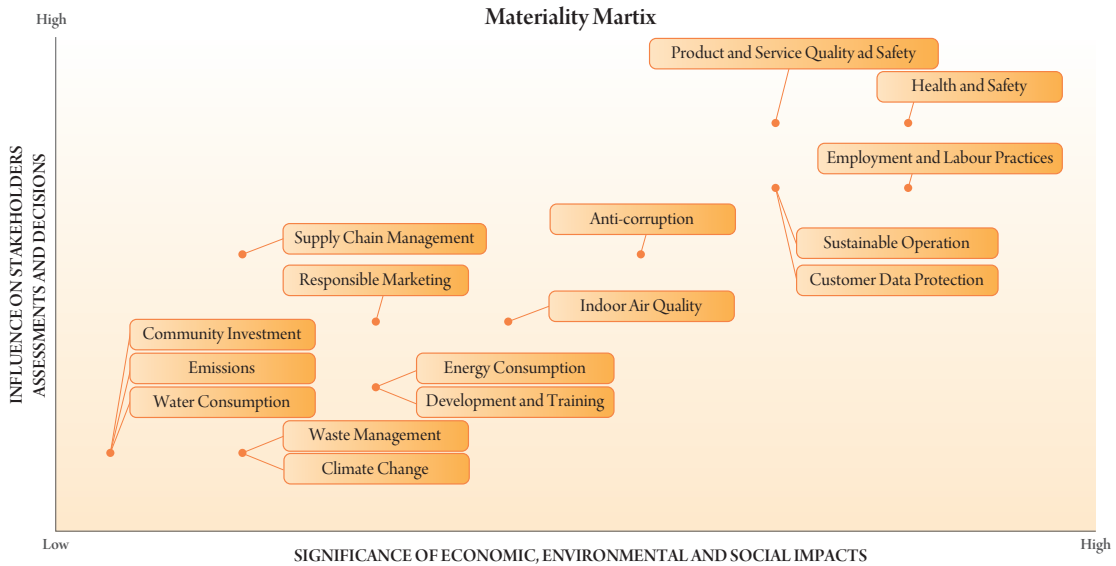 Materiality Martix
High
Product and Service Quality ad Safety
Health and Safety
Employment and Labour Practices
Anti-corruption
Supply Chain Management
Sustainable Operation
Responsible Marketing
Customer Data Protection
Indoor Air Quality
Community Investment
Emissions
Energy Consumption
Water Consumption
Development and Training
Waste Management
Climate Change
INFLUENCE ON STAKEHOLDERS
ASSESSMENTS AND DECISIONS
Low
SIGNIFICANCE OF ECONOMIC, ENVIRONMENTAL AND SOCIAL IMPACTS
High